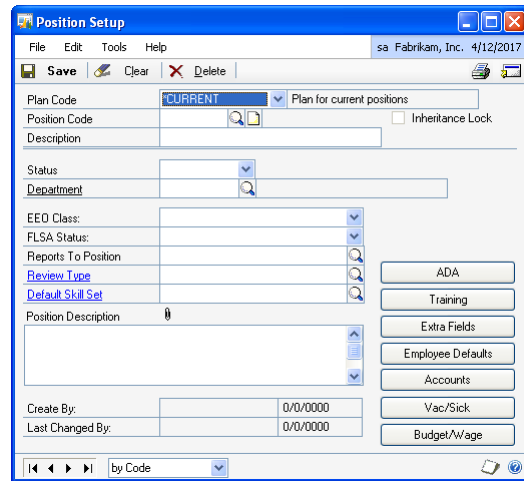 Position Setup
File Edit Tools Help sa Fabrikam, Inc. 4/12/2017
Save Clear Delete
Plan Code *CURRENT Plan for current positions
Position Code Inheritance Lock
Description
Status
Department
EEO Class:
FLSA Status:
Reports To Position
Review Type ADA
Default Skill Set Training
Position Description Extra Fields
Employee Defaults
Accounts
Create By: 0/0/0000 Vac/Sick
Last Changed By: 0/0/0000 Budget/Wage
by Code